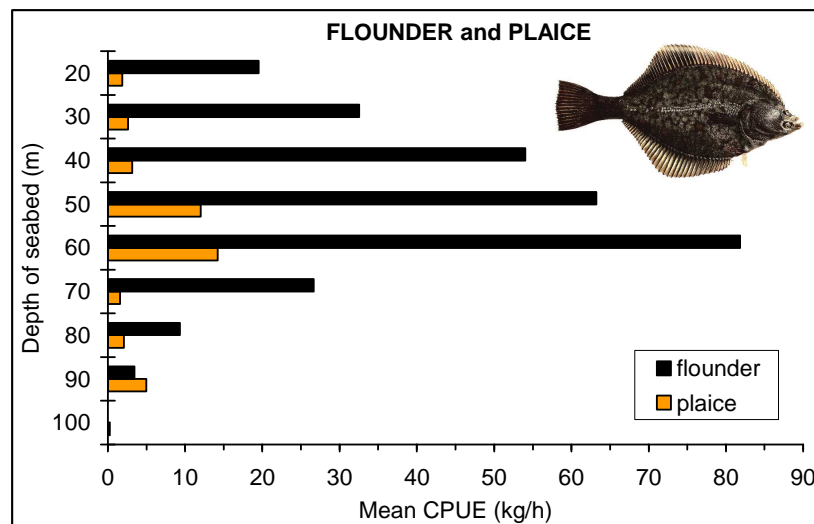 FLOUNDER and PLAICE
Depth of seabed (m)
20
30
40
50
60
70
80
90
100
flounder
plaice
0 10 20 30 40 50 60 70 80 90
Mean CPUE (kg/h)